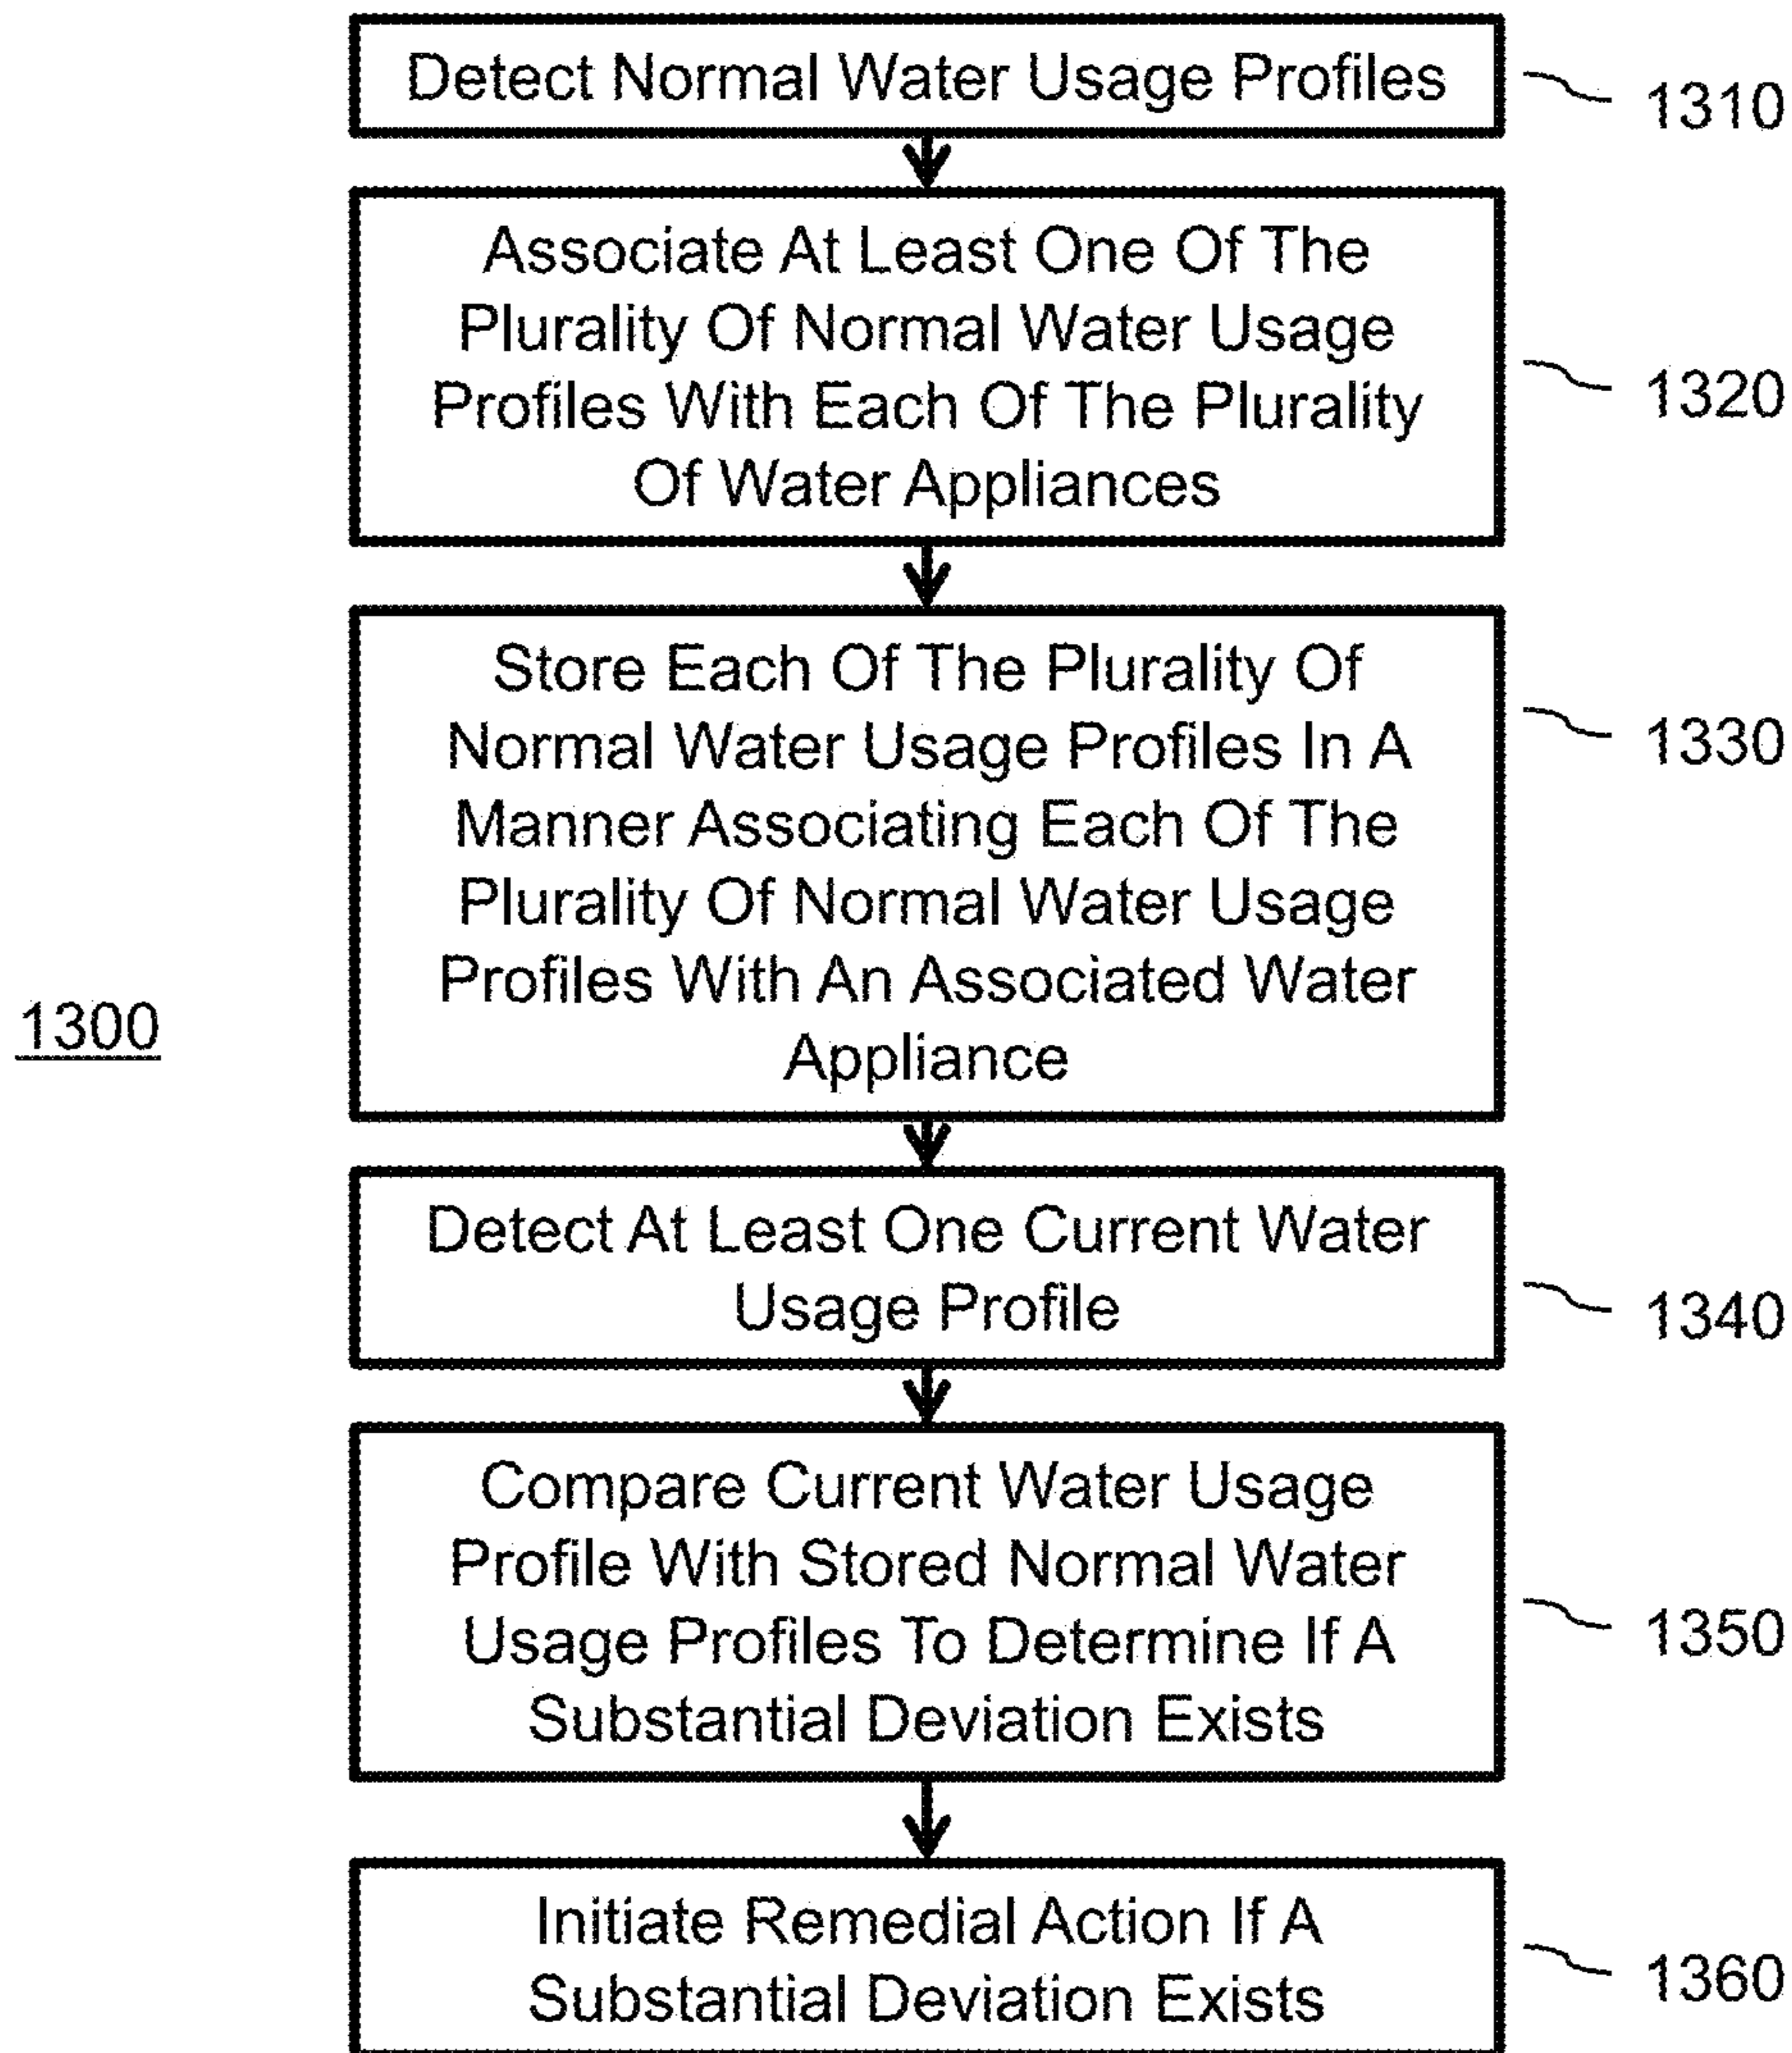 Detect Normal Water Usage Profiles
1310
Associate At Least One Of The
Plurality Of Normal Water Usage
Profiles With Each Of The Plurality
Of Water Appliances
1320
Store Each Of The Plurality Of
Normal Water Usage Profiles In A
Manner Associating Each Of The
Plurality Of Normal Water Usage
Profiles With An Associated Water
Appliance
1330
1300
Detect At Least One Current Water
Usage Profile
1340
Compare Current Water Usage
Profile With Stored Normal Water
Usage Profiles To Determine If A
Substantial Deviation Exists
1350
Initiate Remedial Action If A
Substantial Deviation Exists
1360